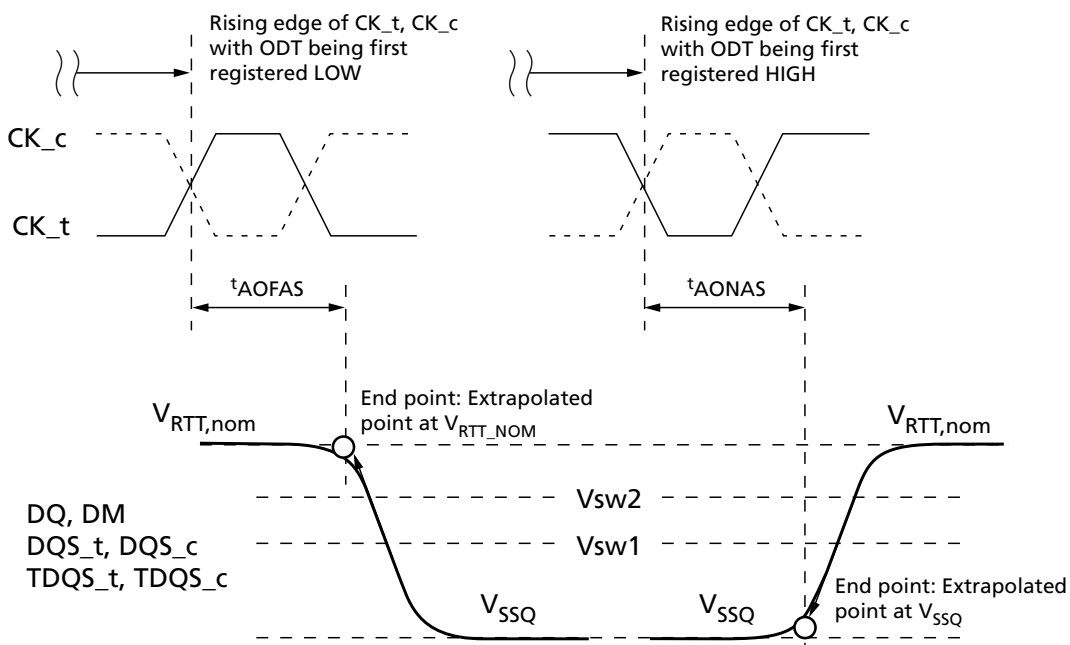 Rising edge of CK_t, CK_c
with ODT being first
registered LOW
Rising edge of CK_t, CK_c
with ODT being first
registered HIGH
CK_c
CK_t
tAOFAS
tAONAS
End point: Extrapolated
point at VRTT_NOM
VRTT,nom
VRTT,nom
Vsw2
DQ, DM
DQS_t, DQS_c
TDQS_t, TDQS_c
Vsw1
VSSQ
VSSQ
End point: Extrapolated
point at VSSQ